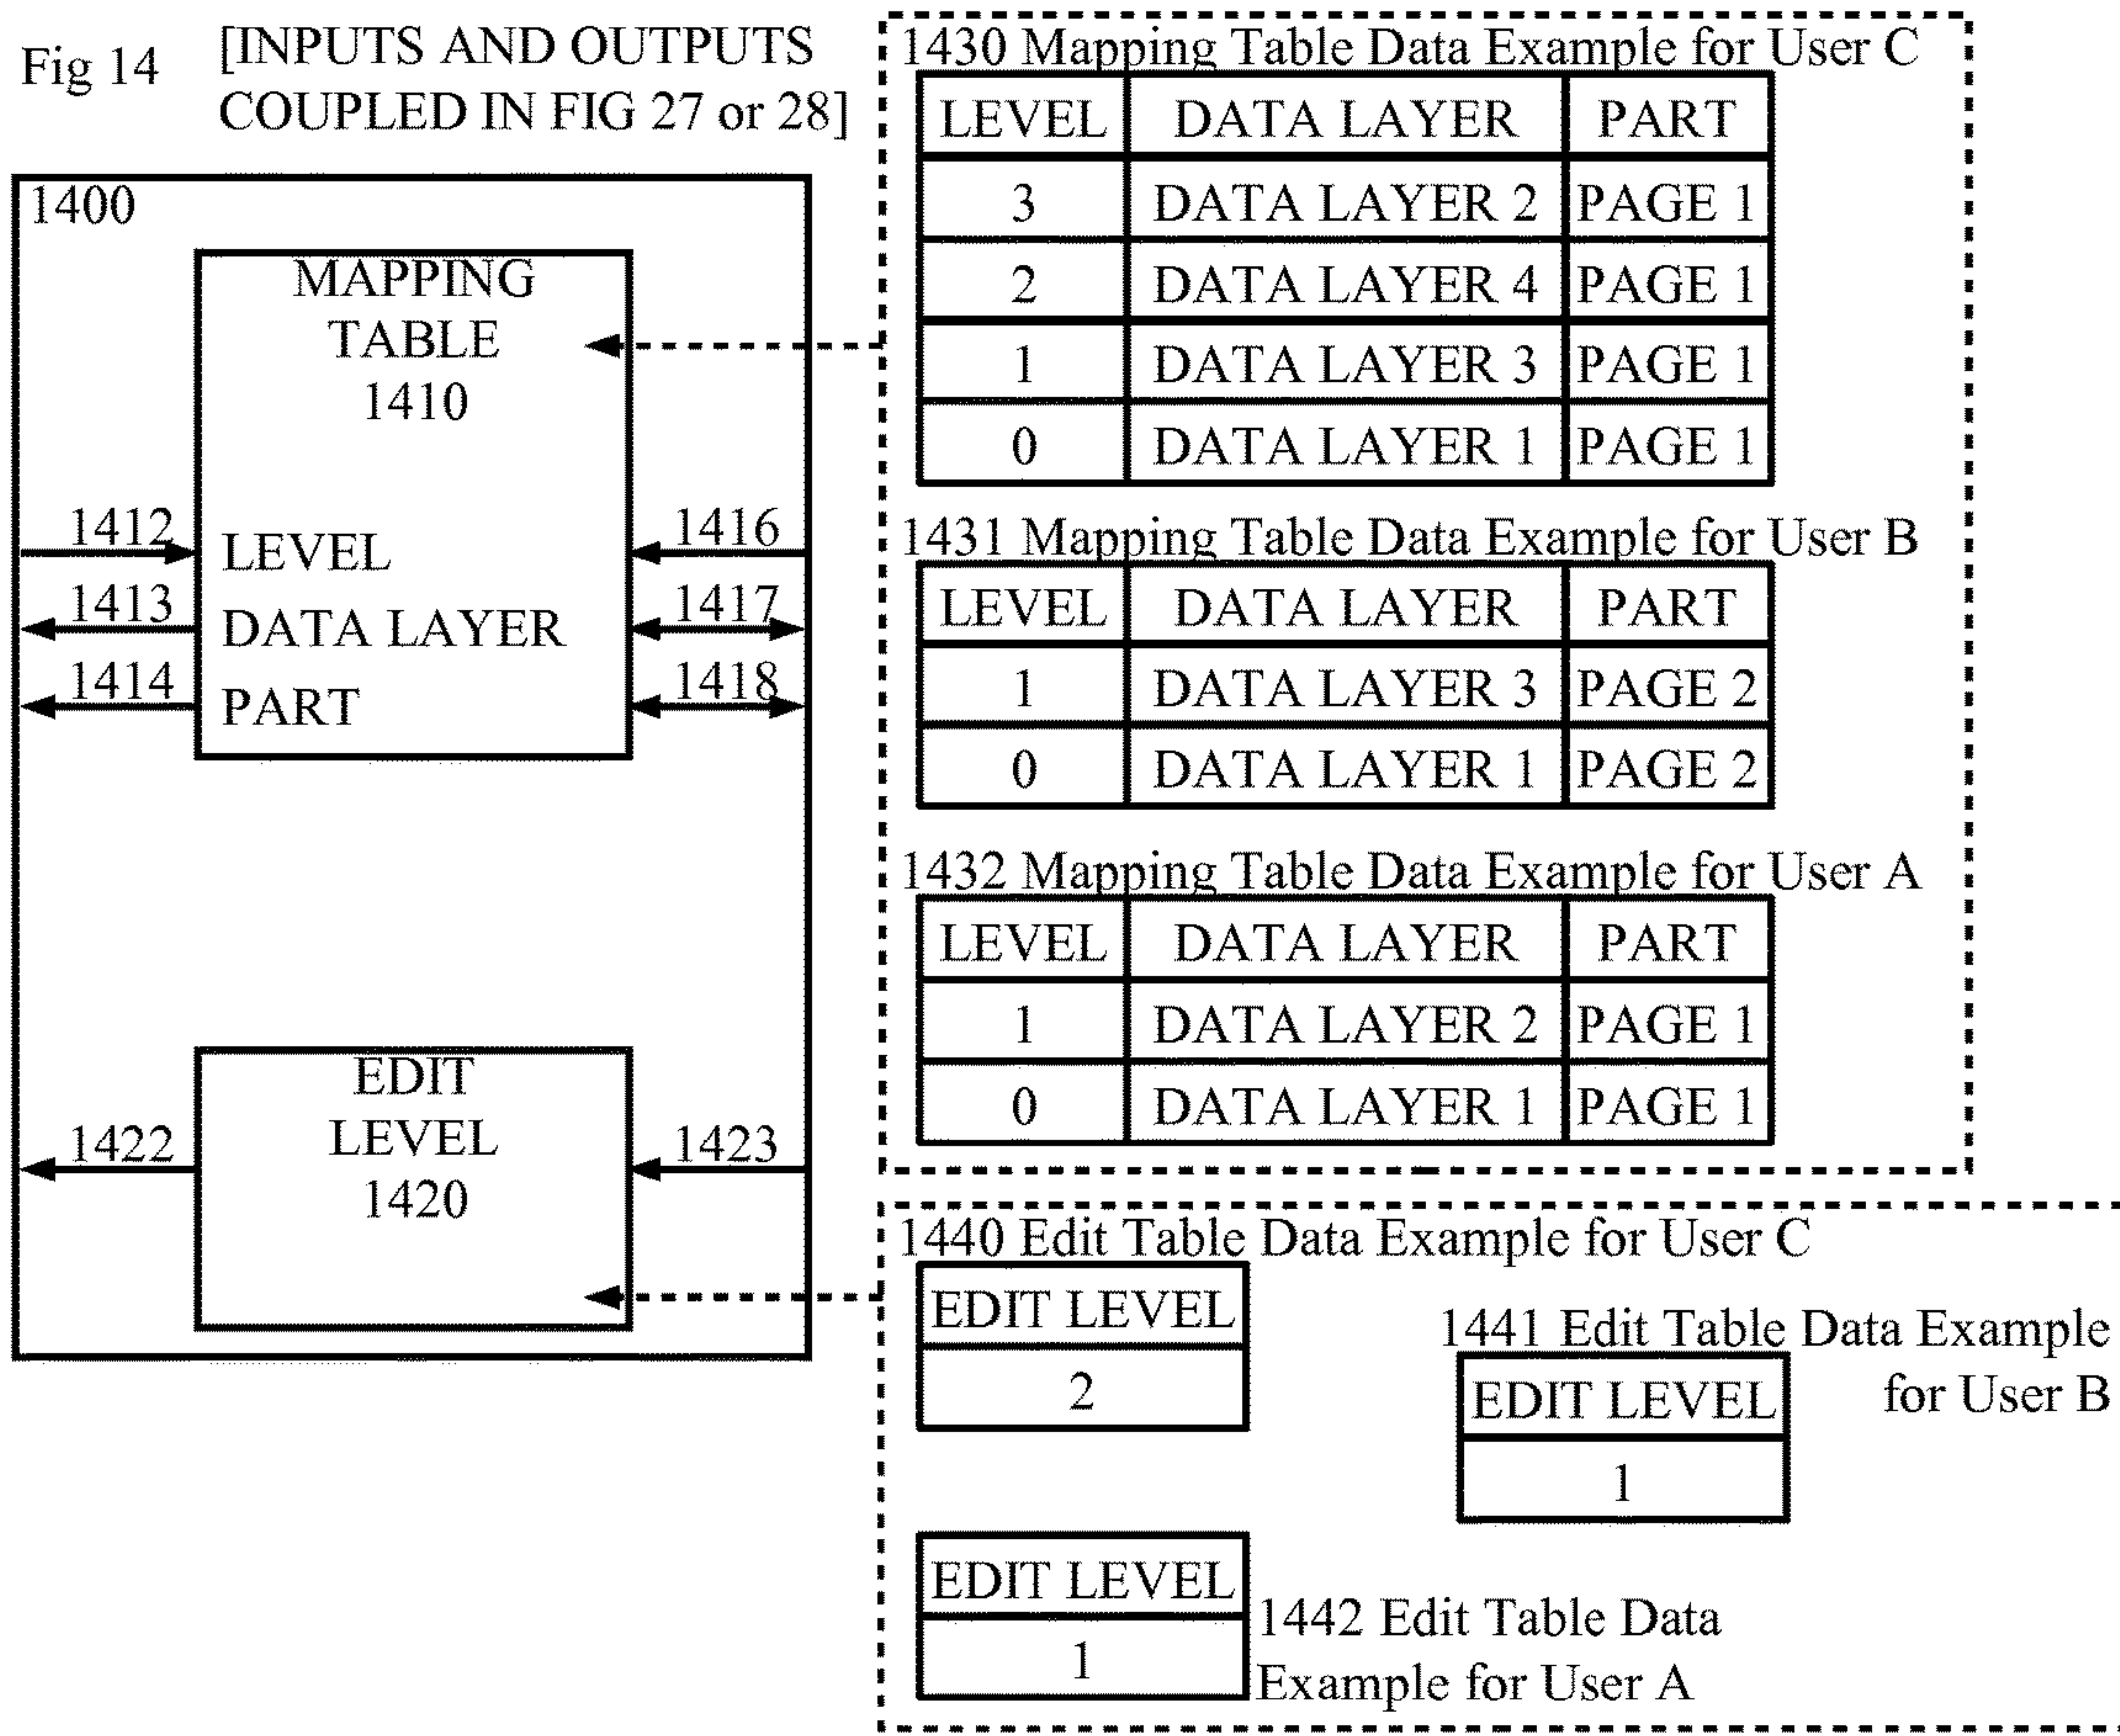 Fig 14
[INPUTS AND OUTPUTS
COUPLED IN FIG 27 or 28]
1400
MAPPING
TABLE
1410
1412 LEVEL 1416
1413 DATA LAYER 1417
1414 PART 1418
EDIT
LEVEL
1420
1422 1423
1430 Mapping Table Data Example for User C
LEVEL DATA LAYER PART
3 DATA LAYER 2 PAGE 1
2 DATA LAYER 4 PAGE 1
1 DATA LAYER 3 PAGE 1
0 DATA LAYER 1 PAGE 1
1431 Mapping Table Data Example for User B
LEVEL DATA LAYER PART
1 DATA LAYER 3 PAGE 2
0 DATA LAYER 1 PAGE 2
1432 Mapping Table Data Example for User A
LEVEL DATA LAYER PART
1 DATA LAYER 2 PAGE 1
0 DATA LAYER 1 PAGE 1
1440 Edit Table Data Example for User C
EDIT LEVEL
2
1441 Edit Table Data Example
for User B
EDIT LEVEL
1
EDIT LEVEL
1
1442 Edit Table Data
Example for User A